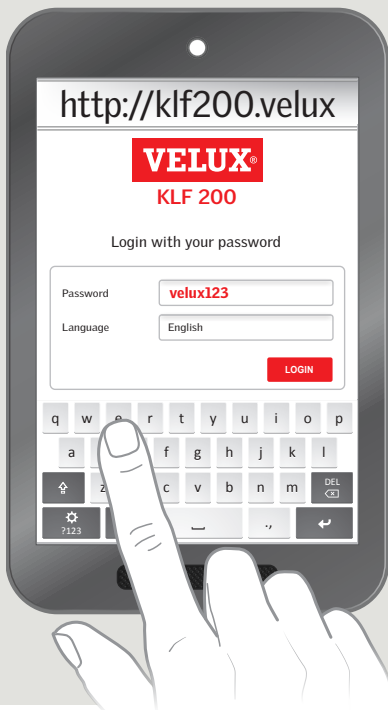 http://klf200.velux
VELUX®
KLF 200
Login with your password
Password velux123
Language English
LOGIN
q w e r t y u i o p
a f g h j k l
z c v b n m DEL
?123 .,